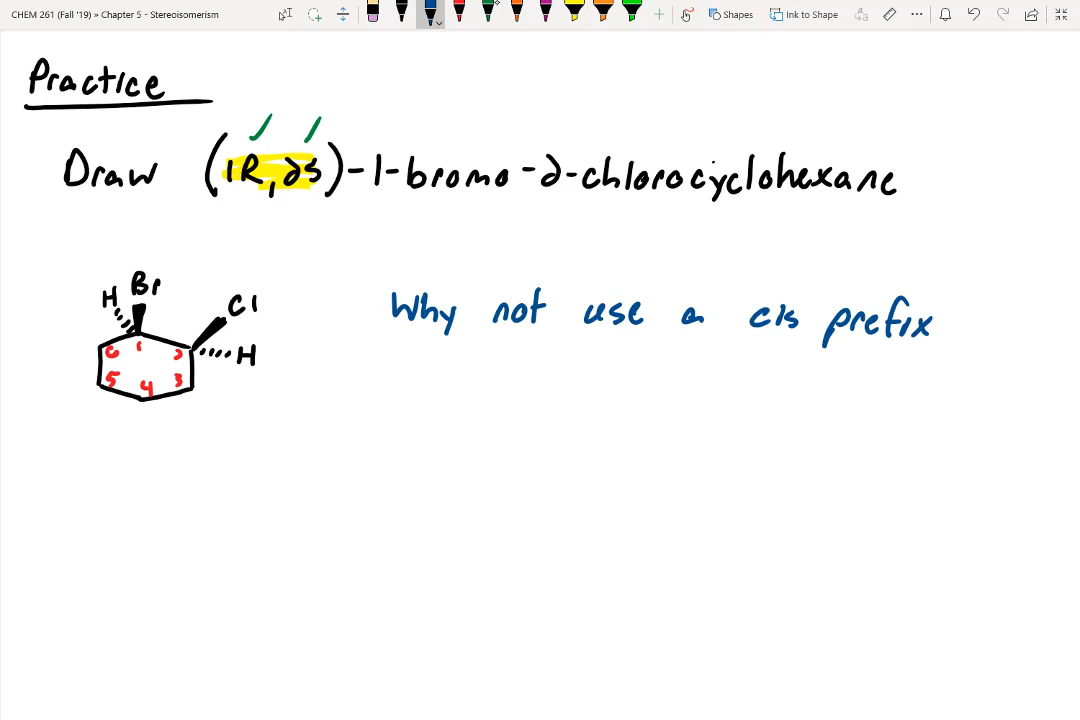 CHEM 261 (Fall '19) » Chapter 5 - Stereoisomerism
Shapes
Ink to Shape
Practice
Draw (1R,2S)-1-bromo-2-chlorocyclohexane
H Br
Cl
6 1 2
H
5 4 3
Why not use a cis prefix